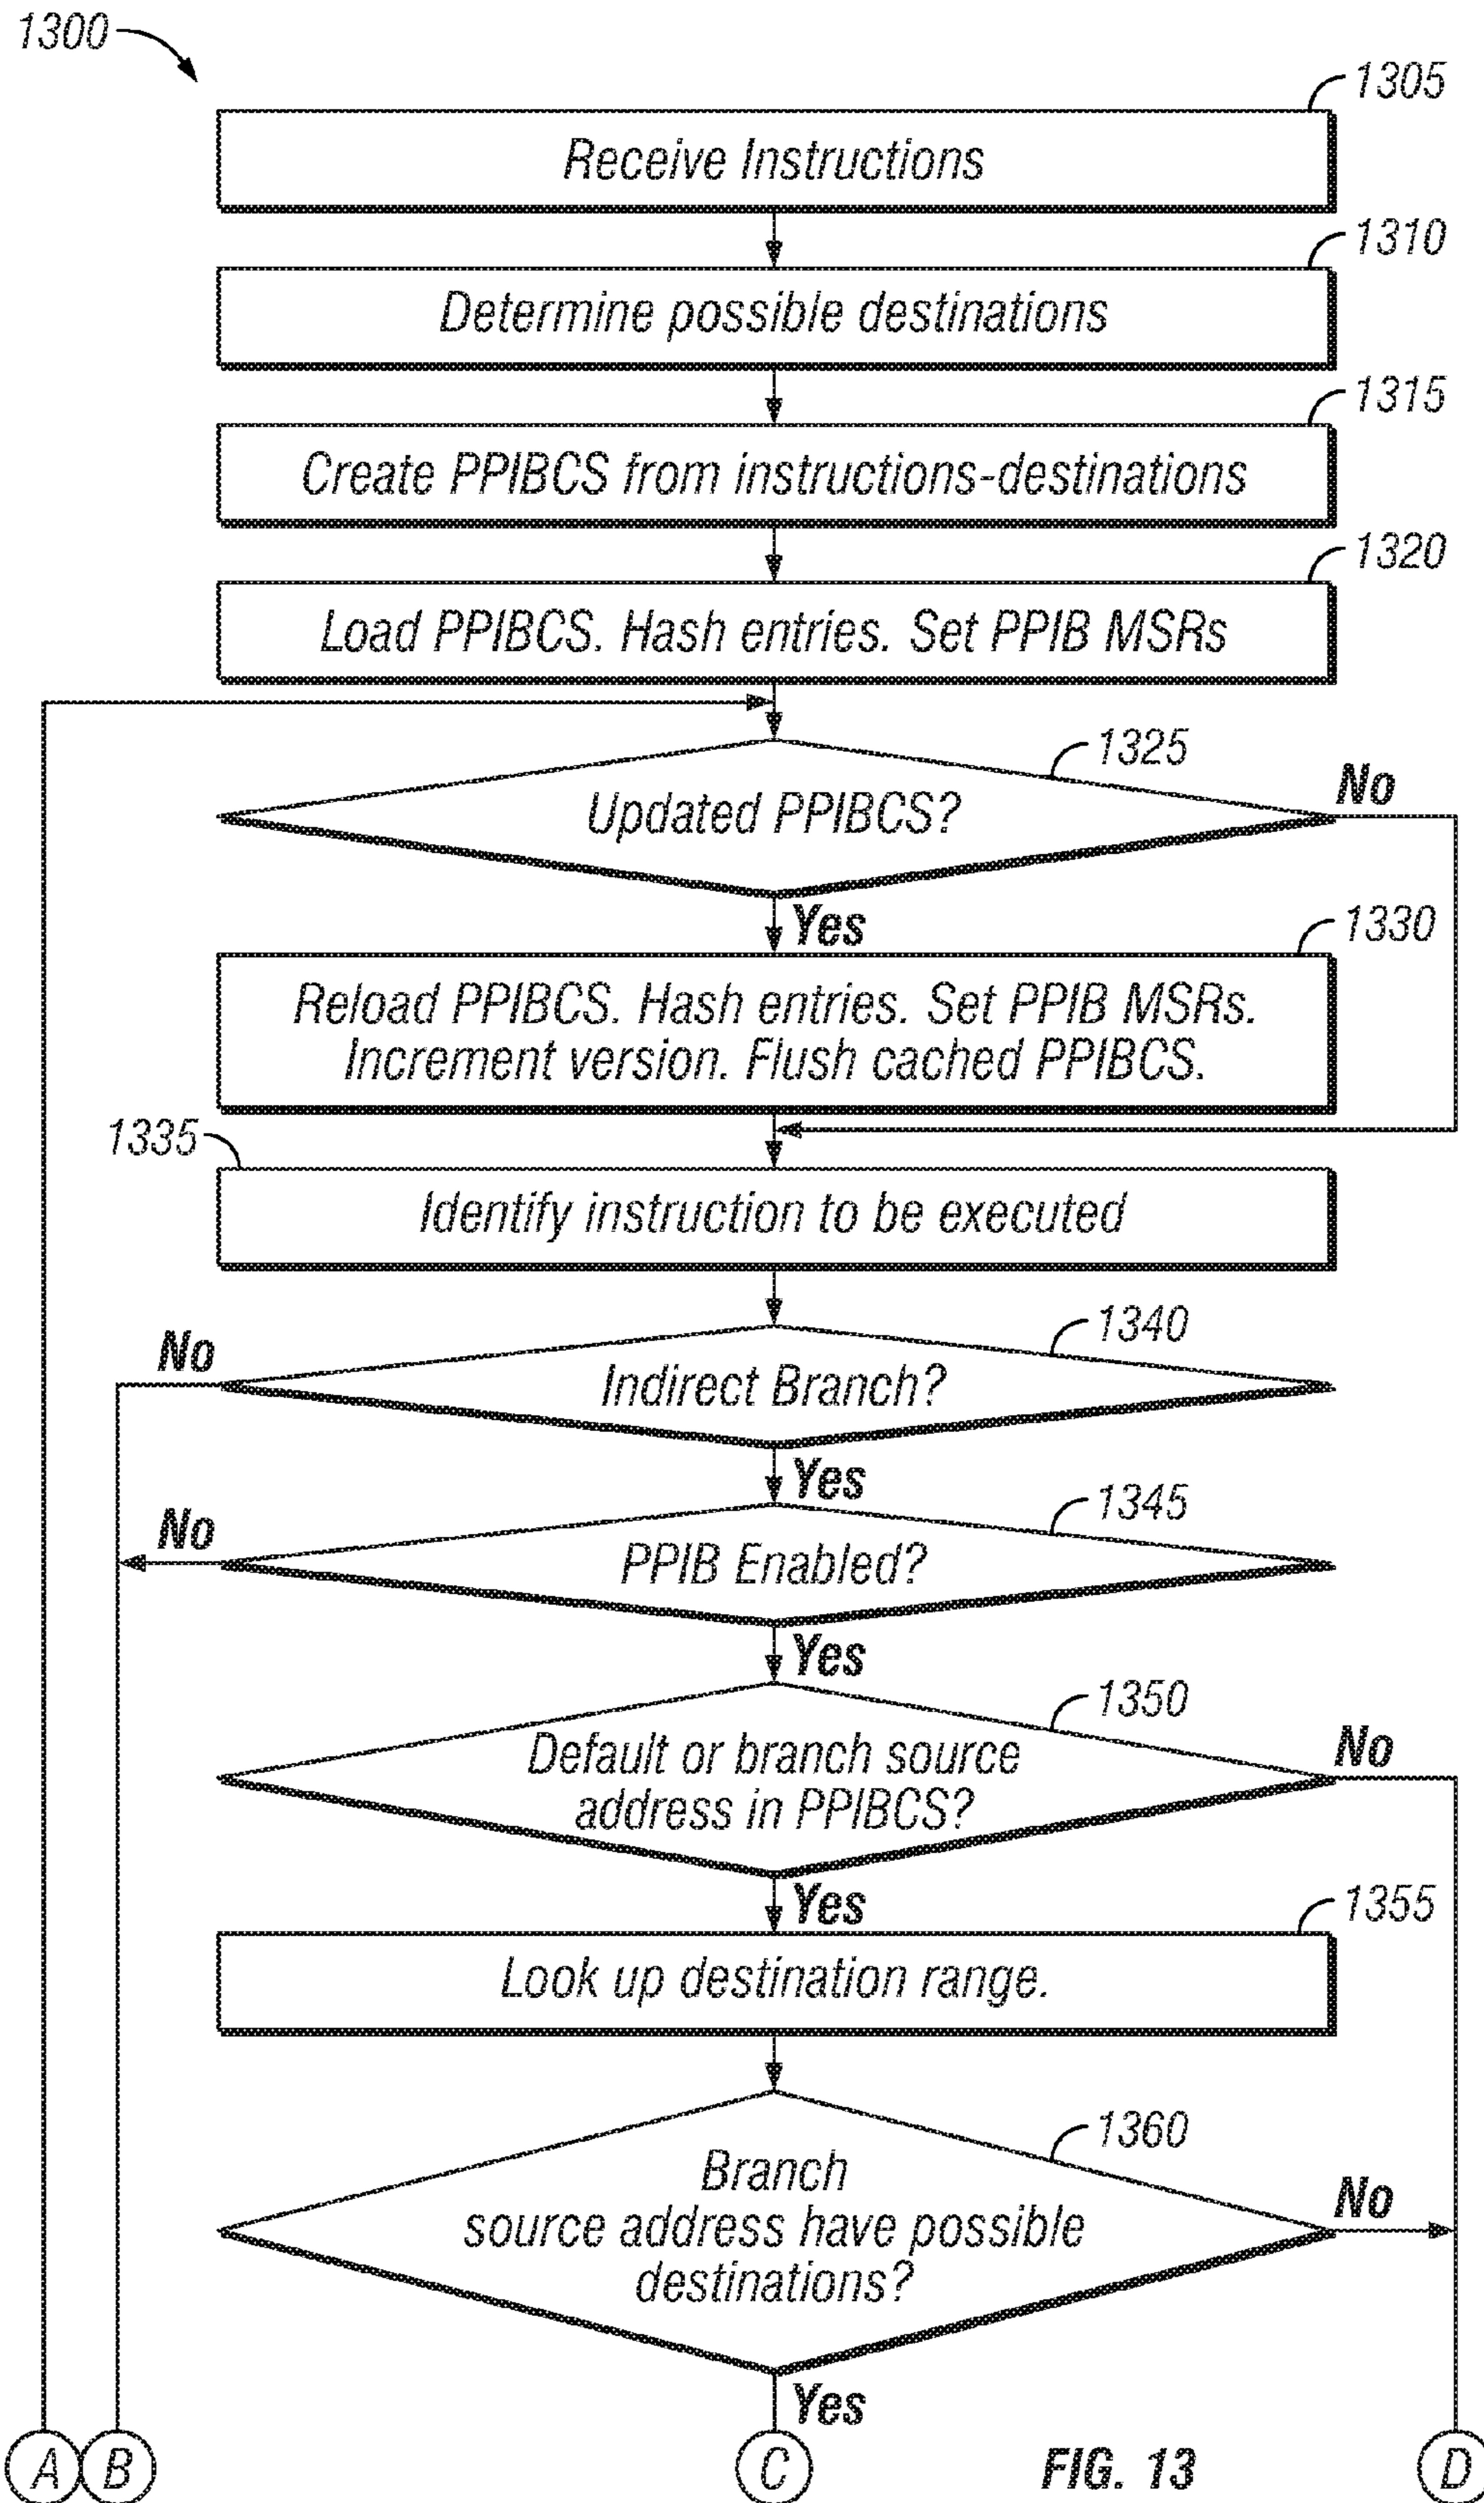 1300
1305
Receive Instructions
1310
Determine possible destinations
1315
Create PPIBCS from instructions-destinations
1320
Load PPIBCS. Hash entries. Set PPIB MSRs
1325
Updated PPIBCS?
No
Yes
1330
Reload PPIBCS. Hash entries. Set PPIB MSRs.
Increment version. Flush cached PPIBCS.
1335
Identify instruction to be executed
1340
No
Indirect Branch?
Yes
1345
No
PPIB Enabled?
Yes
1350
No
Default or branch source
address in PPIBCS?
Yes
1355
Look up destination range.
1360
Branch
No
source address have possible
destinations?
Yes
A B C FIG. 13 D